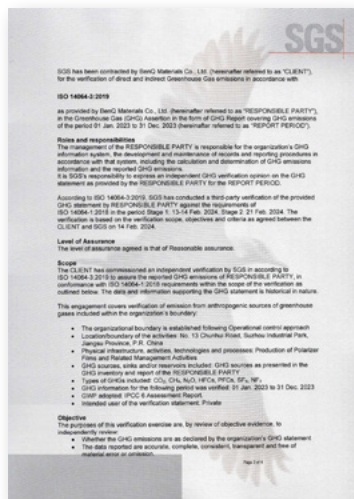 SGS
SGS has been contracted by BenQ Materials Co., Ltd. (hereinafter referred to as "CLIENT"),
for the verification of direct and indirect Greenhouse Gas emissions in accordance with
ISO 14064-3:2019
as provided by BenQ Materials Co., Ltd. (hereinafter referred to as "RESPONSIBLE PARTY"),
in the Greenhouse Gas (GHG) Assertion in the form of GHG Report covering GHG emissions
of the period 01 Jan. 2023 to 31 Dec. 2023 (hereinafter referred to as "REPORT PERIOD").
Roles and responsibilities
The management of the RESPONSIBLE PARTY is responsible for the organization's GHG
information system, the development and maintenance of records and reporting procedures in
accordance with that system, including the calculation and determination of GHG emissions
information and the reported GHG emissions.
It is SGS's responsibility to express an independent GHG verification opinion on the GHG
statement as provided by the RESPONSIBLE PARTY for the REPORT PERIOD.
According to ISO 14064-3:2019, SGS has conducted a third-party verification of the provided
GHG statement by RESPONSIBLE PARTY against the requirements of
ISO 14064-1:2018 in the period Stage 1: 13-14 Feb. 2024, Stage 2: 21 Feb. 2024. The
verification is based on the verification scope, objectives and criteria as agreed between the
CLIENT and SGS on 14 Feb. 2024.
Level of Assurance
The level of assurance agreed is that of Reasonable assurance.
Scope
The CLIENT has commissioned an independent verification by SGS in according to
ISO 14064-3:2019 to assure the reported GHG emissions of RESPONSIBLE PARTY, in
conformance with ISO 14064-1:2018 requirements within the scope of the verification as
outlined below. The data and information supporting the GHG statement is historical in nature.
This engagement covers verification of emission from anthropogenic sources of greenhouse
gases included within the organization's boundary:
• The organizational boundary is established following Operational control approach
• Location/boundary of the activities: No. 13 Chunhui Road, Suzhou Industrial Park,
Jiangsu Province, P.R. China
• Physical infrastructure, activities, technologies and processes: Production of Polarizer
Films and Related Management Activities
• GHG sources, sinks and/or reservoirs included: GHG sources as presented in the
GHG inventory and report of the RESPONSIBLE PARTY
• Types of GHGs included: CO₂, CH₄, N₂O, HFCs, PFCs, SF₆, NF₃
• GHG information for the following period was verified: 01 Jan. 2023 to 31 Dec. 2023
• GWP adopted: IPCC 6 Assessment Report
• Intended user of the verification statement: Private
Objective
The purposes of this verification exercise are, by review of objective evidence, to
independently review:
• Whether the GHG emissions are as declared by the organization's GHG statement
• The data reported are accurate, complete, consistent, transparent and free of
material error or omission.